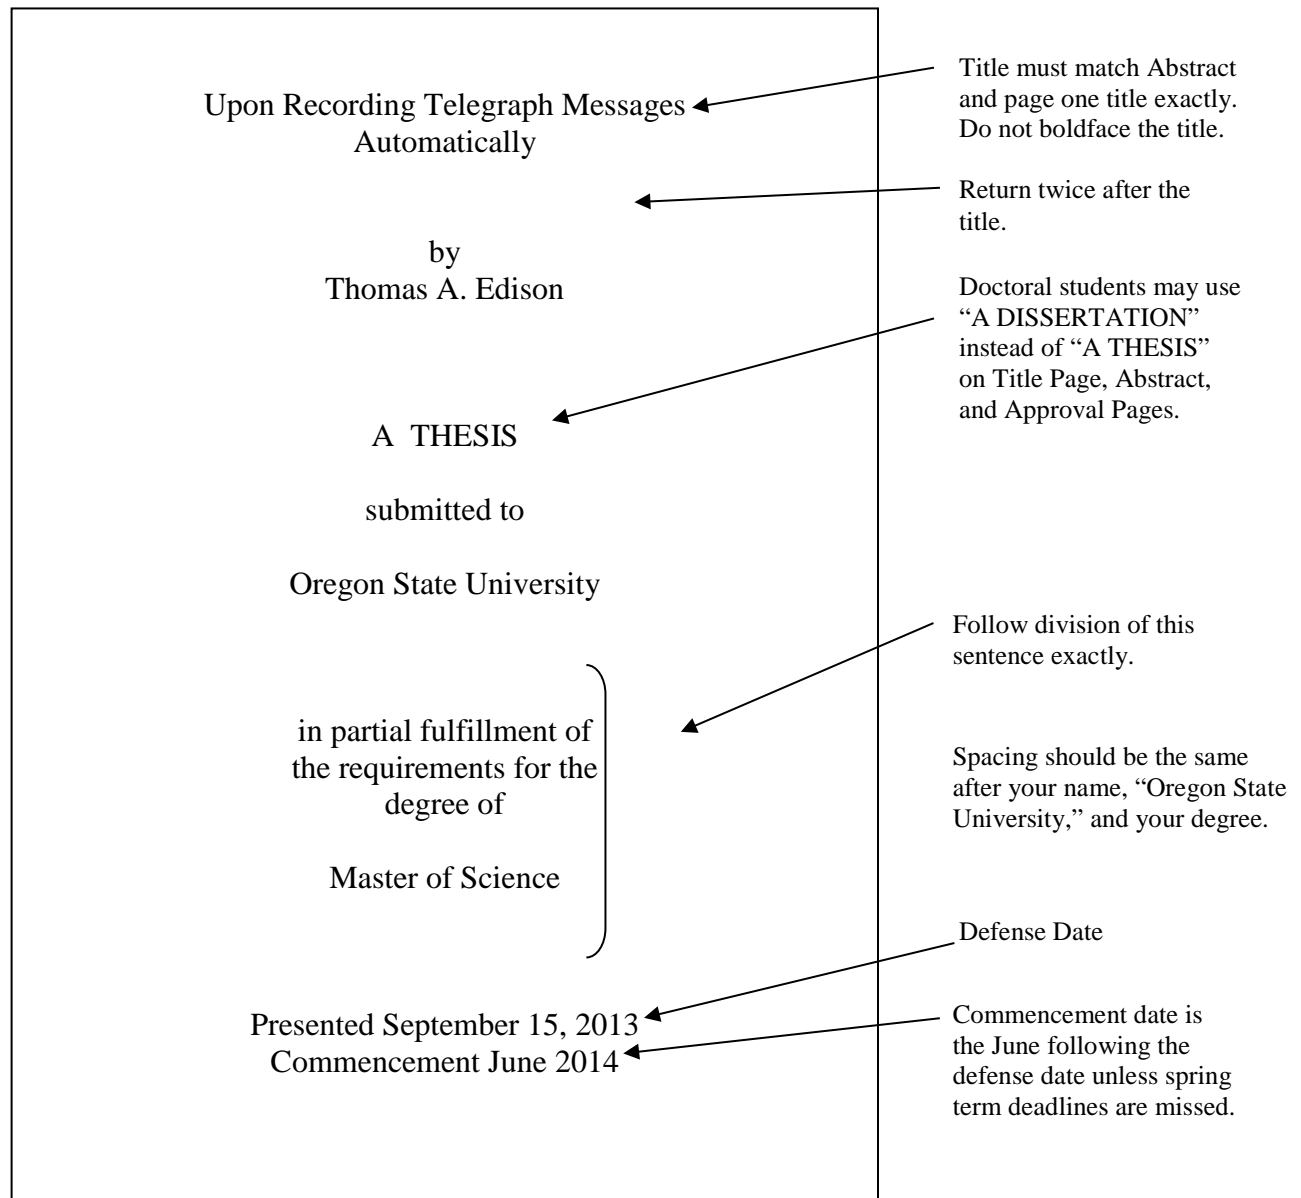 Upon Recording Telegraph Messages
Automatically
by
Thomas A. Edison
A  THESIS
submitted to
Oregon State University
in partial fulfillment of
the requirements for the
degree of
Master of Science
Presented September 15, 2013
Commencement June 2014
Title must match Abstract
and page one title exactly.
Do not boldface the title.
Return twice after the
title.
Doctoral students may use
“A DISSERTATION”
instead of “A THESIS”
on Title Page, Abstract,
and Approval Pages.
Follow division of this
sentence exactly.
Spacing should be the same
after your name, “Oregon State
University,” and your degree.
Defense Date
Commencement date is
the June following the
defense date unless spring
term deadlines are missed.